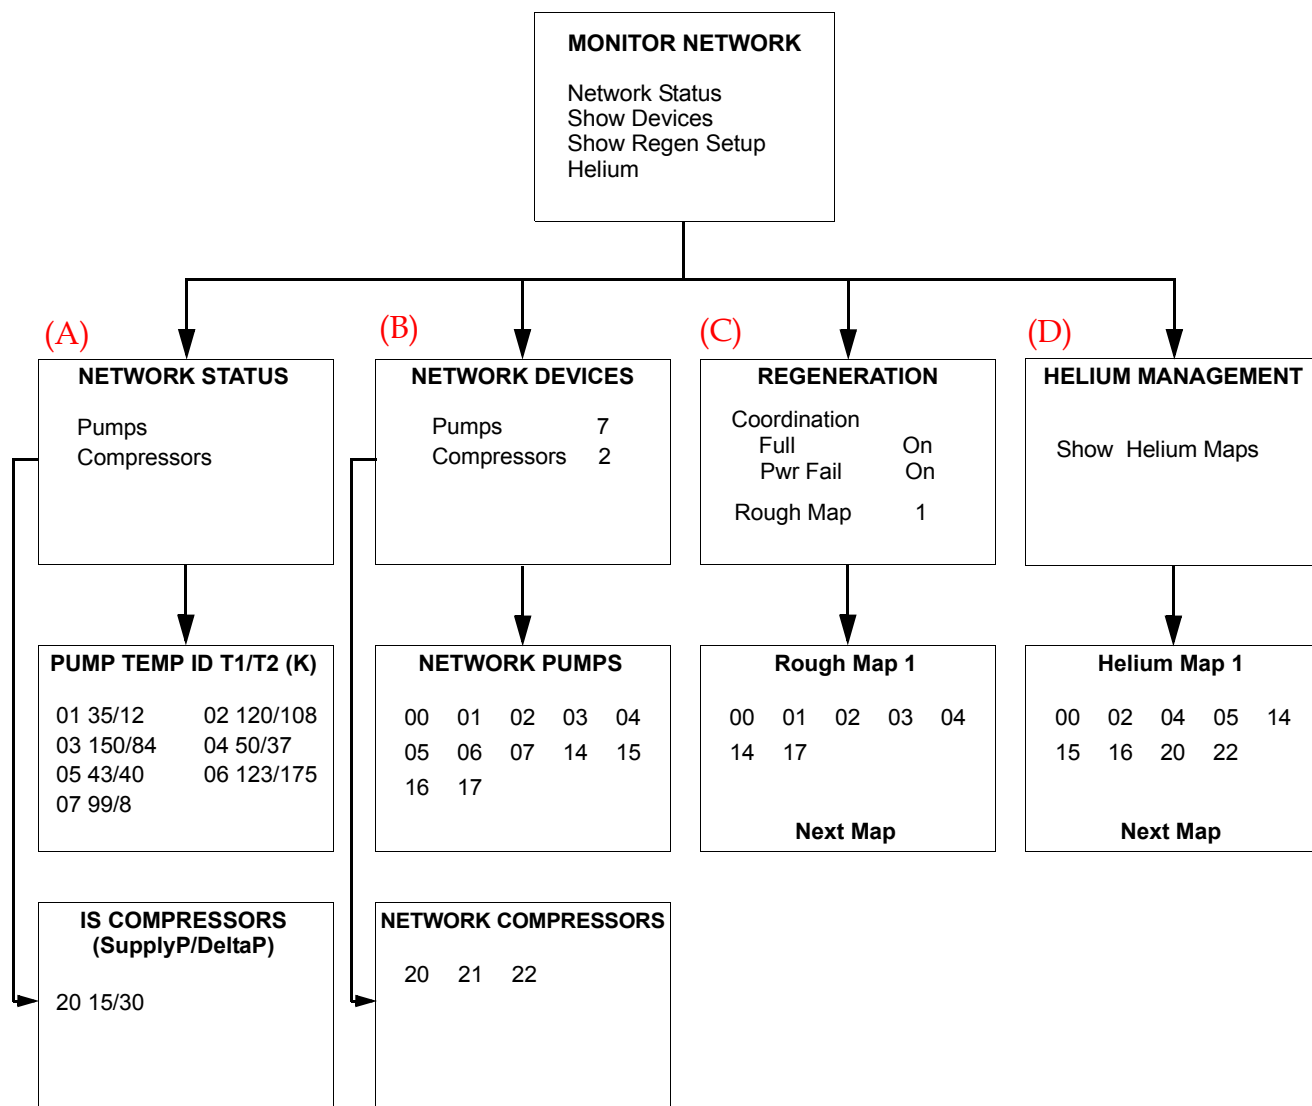 MONITOR NETWORK
Network Status
Show Devices
Show Regen Setup
Helium
(A)
NETWORK STATUS
Pumps
Compressors
(B)
NETWORK DEVICES
Pumps 7
Compressors 2
(C)
REGENERATION
Coordination
Full On
Pwr Fail On
Rough Map 1
(D)
HELIUM MANAGEMENT
Show Helium Maps
PUMP TEMP ID T1/T2 (K)
01 35/12 02 120/108
03 150/84 04 50/37
05 43/40 06 123/175
07 99/8
NETWORK PUMPS
00 01 02 03 04
05 06 07 14 15
16 17
Rough Map 1
00 01 02 03 04
14 17
Next Map
Helium Map 1
00 02 04 05 14
15 16 20 22
Next Map
IS COMPRESSORS
(SupplyP/DeltaP)
20 15/30
NETWORK COMPRESSORS
20 21 22